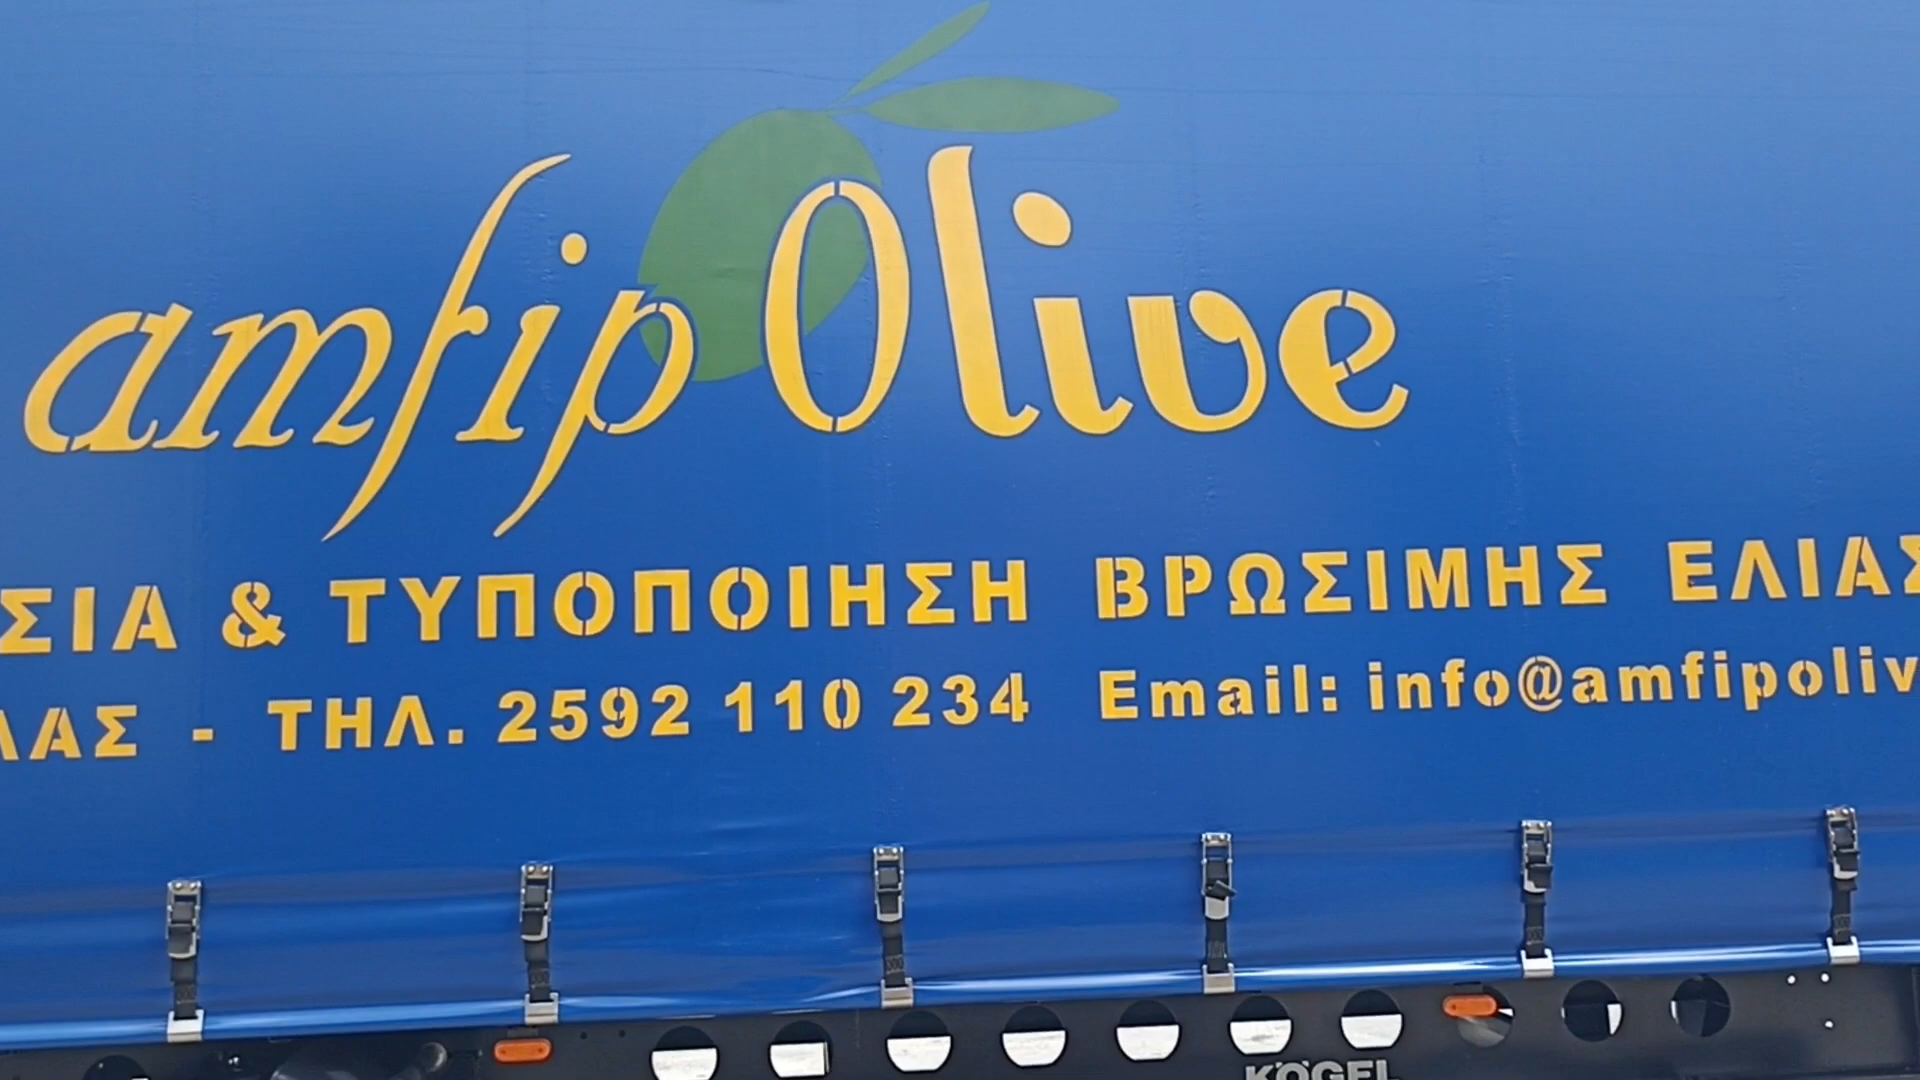 amfip Olive
ΣΙΑ & ΤΥΠΟΠΟΙΗΣΗ ΒΡΩΣΙΜΗΣ ΕΛΙΑΣ
ΛΑΣ - ΤΗΛ. 2592 110 234 Email: info@amfipoliv
KÖGEL